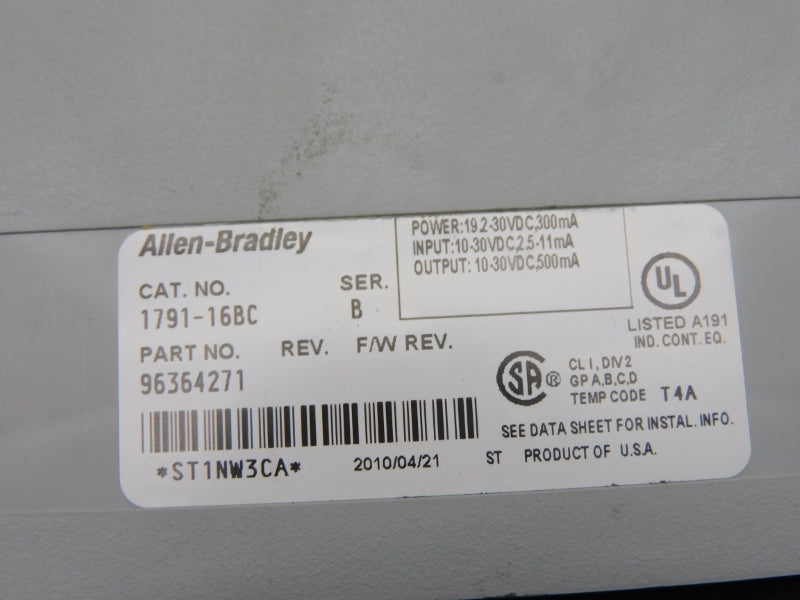 Allen-Bradley
POWER:19.2-30VDC,300mA
INPUT:10-30VDC,2.5-11mA
OUTPUT: 10-30VDC,500mA
CAT. NO.
SER.
1791-16BC
B
UL
LISTED A191
IND. CONT. EQ.
PART NO.
REV.
F/W REV.
96364271
SA ®
CL I, DIV 2
GP A,B,C,D
TEMP CODE T4A
SEE DATA SHEET FOR INSTAL. INFO.
*ST1NW3CA*
2010/04/21
ST
PRODUCT OF U.S.A.